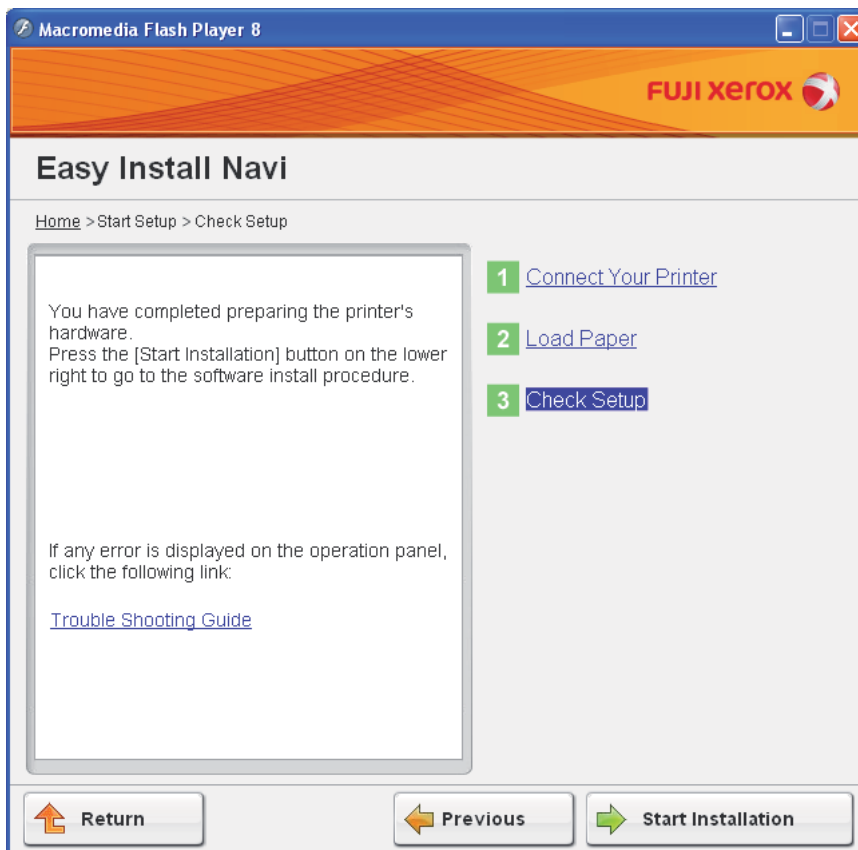 Macromedia Flash Player 8
FUJI XEROX
Easy Install Navi
Home > Start Setup > Check Setup
You have completed preparing the printer's
hardware.
Press the [Start Installation] button on the lower
right to go to the software install procedure.
If any error is displayed on the operation panel,
click the following link:
Trouble Shooting Guide
1 Connect Your Printer
2 Load Paper
3 Check Setup
Return
Previous
Start Installation